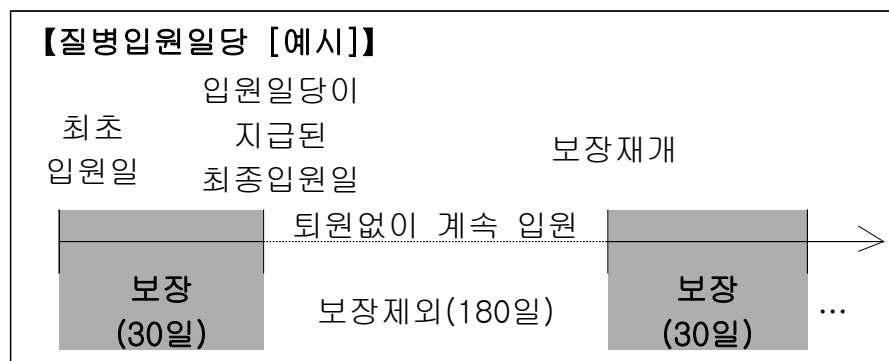 【질병입원일당 [예시]】
최초
입원일
입원일당이
지급된
최종입원일
보장재개
퇴원없이 계속 입원
보장
(30일)
보장제외(180일)
보장
(30일)
…